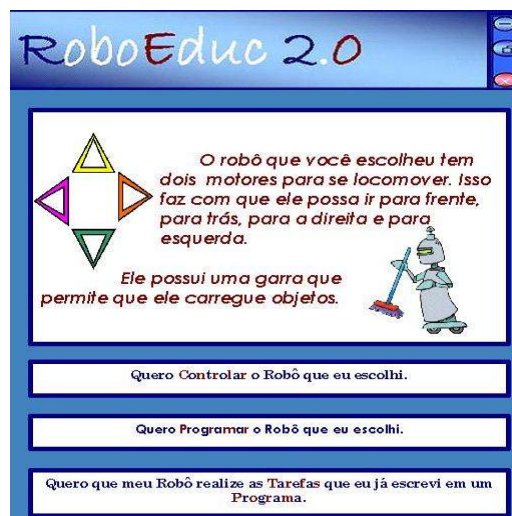 RoboEduc 2.0
O robô que você escolheu tem
dois motores para se locomover. Isso
faz com que ele possa ir para frente,
para trás, para a direita e para
esquerda.
Ele possui uma garra que
permite que ele carregue objetos.
Quero Controlar o Robô que eu escolhi.
Quero Programar o Robô que eu escolhi.
Quero que meu Robô realize as Tarefas que eu já escrevi em um
Programa.